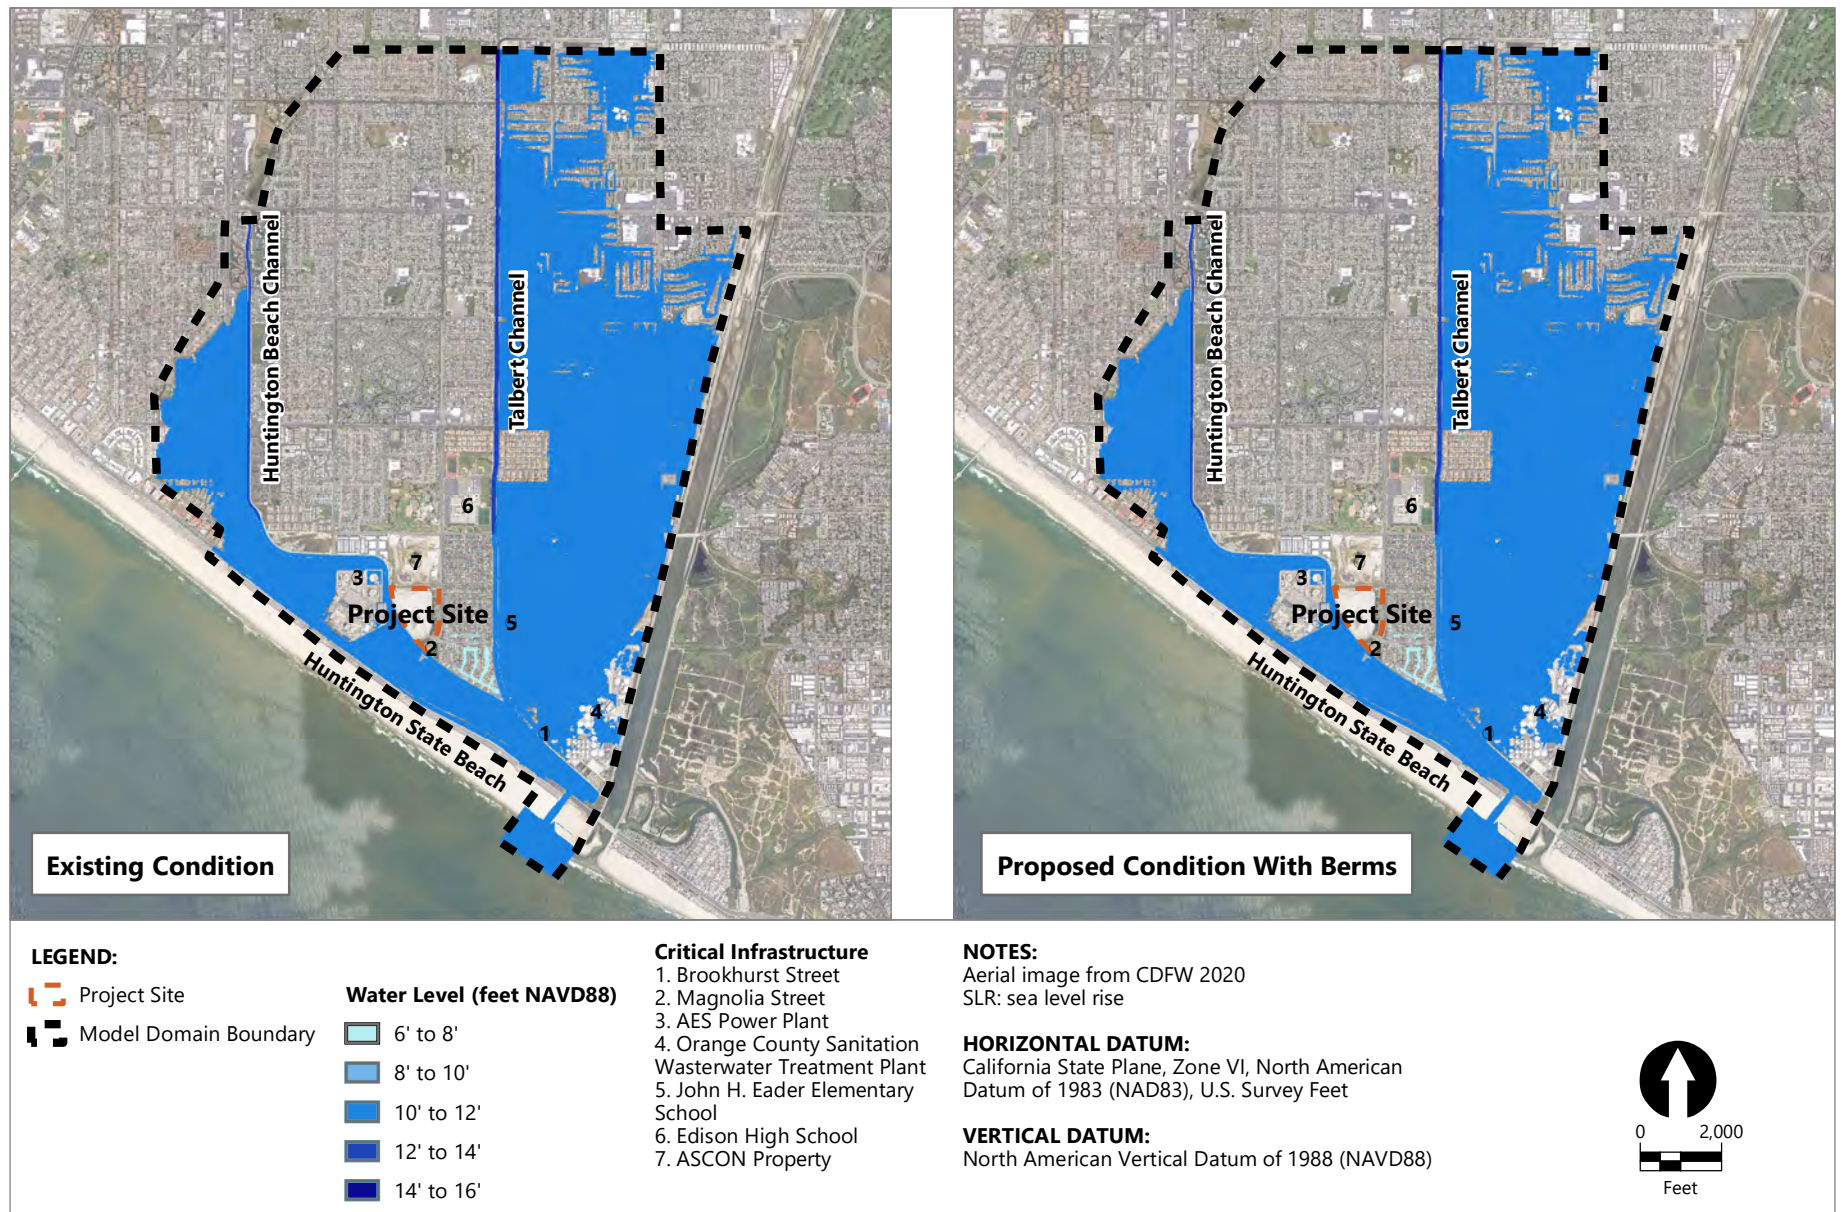 Huntington Beach Channel
Talbert Channel
6
7
3
Project Site
5
2
Huntington State Beach
4
1
Existing Condition
Huntington Beach Channel
Talbert Channel
6
7
3
Project Site
5
2
Huntington State Beach
4
1
Proposed Condition With Berms
LEGEND:
Project Site
Model Domain Boundary
Water Level (feet NAVD88)
6' to 8'
8' to 10'
10' to 12'
12' to 14'
14' to 16'
Critical Infrastructure
1. Brookhurst Street
2. Magnolia Street
3. AES Power Plant
4. Orange County Sanitation
Wasterwater Treatment Plant
5. John H. Eader Elementary
School
6. Edison High School
7. ASCON Property
NOTES:
Aerial image from CDFW 2020
SLR: sea level rise
HORIZONTAL DATUM:
California State Plane, Zone VI, North American
Datum of 1983 (NAD83), U.S. Survey Feet
VERTICAL DATUM:
North American Vertical Datum of 1988 (NAVD88)
0 2,000
Feet